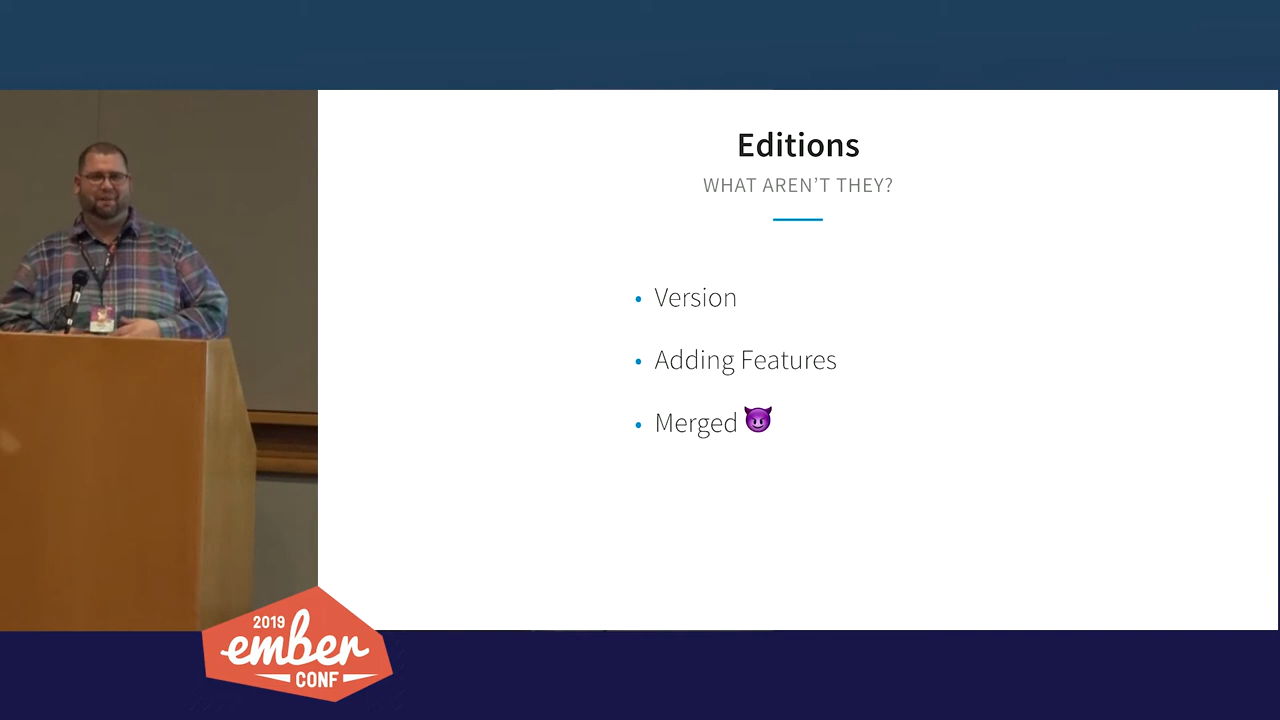 Editions
WHAT AREN'T THEY?
• Version
• Adding Features
• Merged 😈
2019
ember
CONF